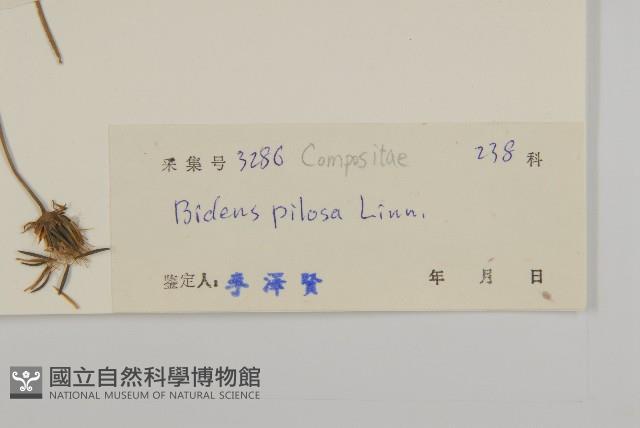 采集号 3286 Compositae 238 科
Bidens pilosa Linn.
鉴定人: 李泽贤 年 月 日
國立自然科學博物館
NATIONAL MUSEUM OF NATURAL SCIENCE